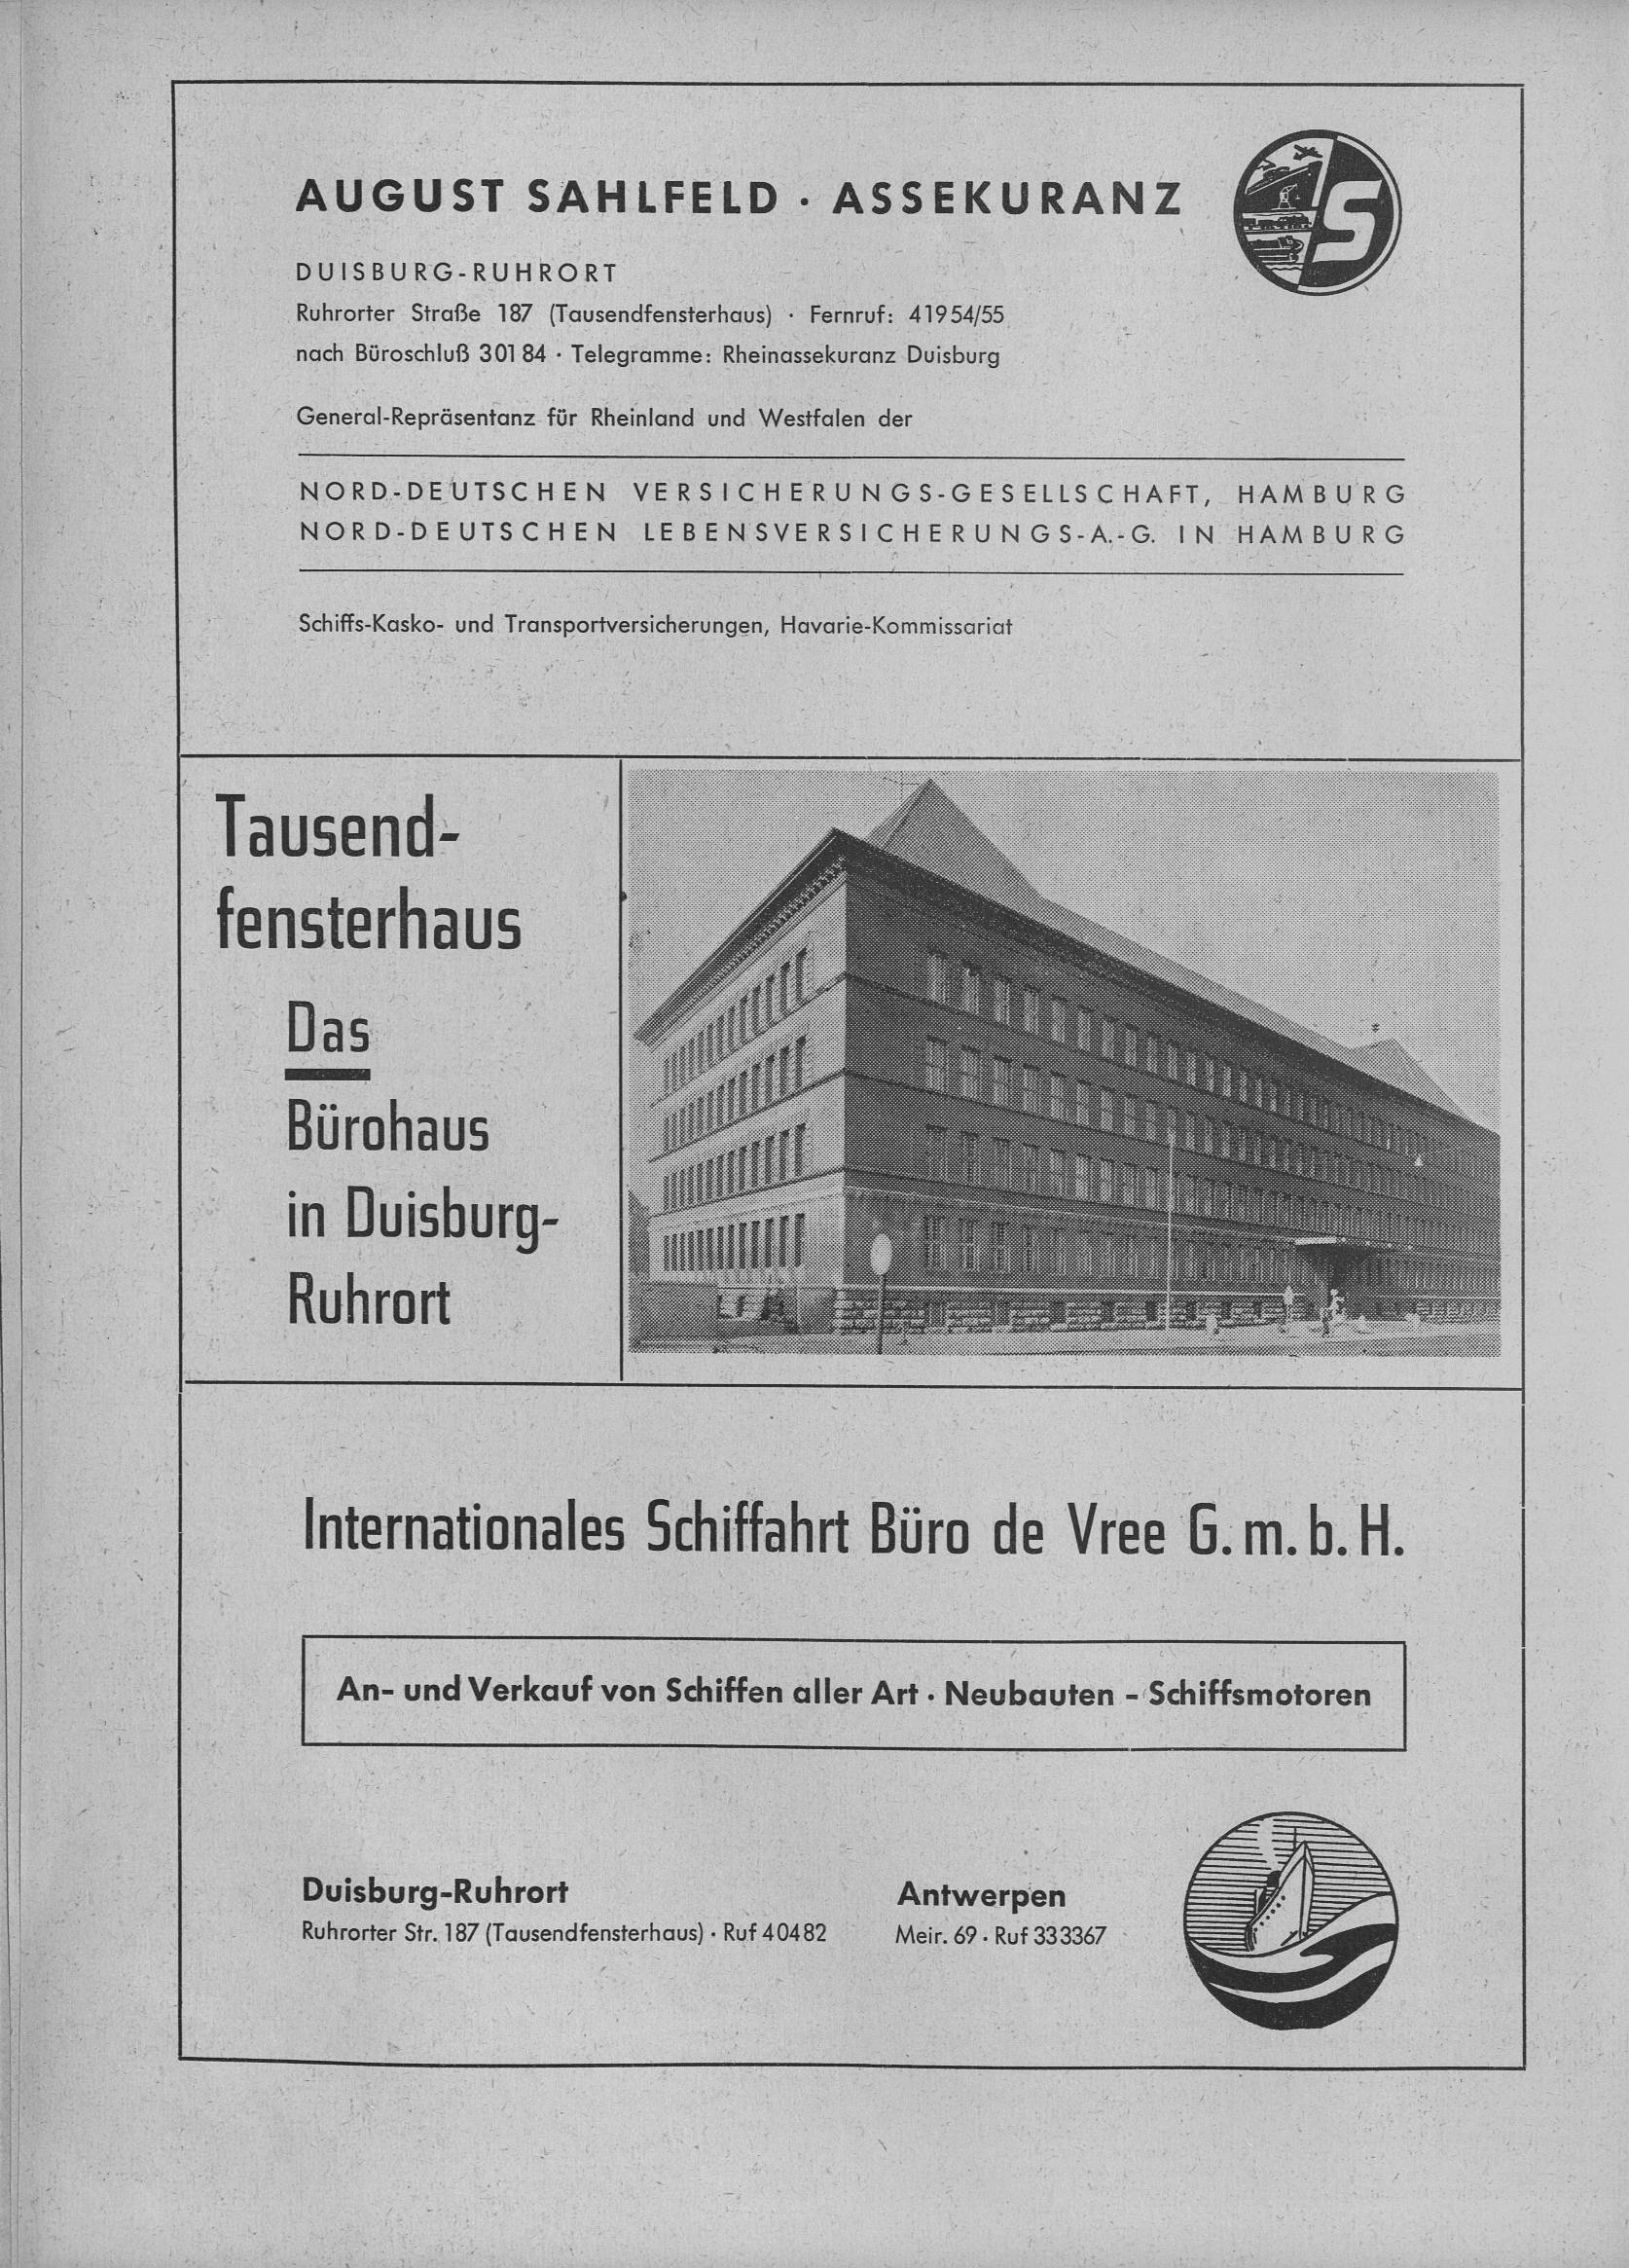 AUGUST SAHLFELD · ASSEKURANZ
S
DUISBURG-RUHRORT
Ruhrorter Straße 187 (Tausendfensterhaus) · Fernruf: 41954/55
nach Büroschluß 30184 · Telegramme: Rheinassekuranz Duisburg
General-Repräsentanz für Rheinland und Westfalen der
NORD-DEUTSCHEN VERSICHERUNGS-GESELLSCHAFT, HAMBURG
NORD-DEUTSCHEN LEBENSVERSICHERUNGS-A.-G. IN HAMBURG
Schiffs-Kasko- und Transportversicherungen, Havarie-Kommissariat
Tausend-
fensterhaus
Das
Bürohaus
in Duisburg-
Ruhrort
Internationales Schiffahrt Büro de Vree G.m.b.H.
An- und Verkauf von Schiffen aller Art · Neubauten - Schiffsmotoren
Duisburg-Ruhrort
Ruhrorter Str. 187 (Tausendfensterhaus) · Ruf 40482
Antwerpen
Meir. 69 · Ruf 333367